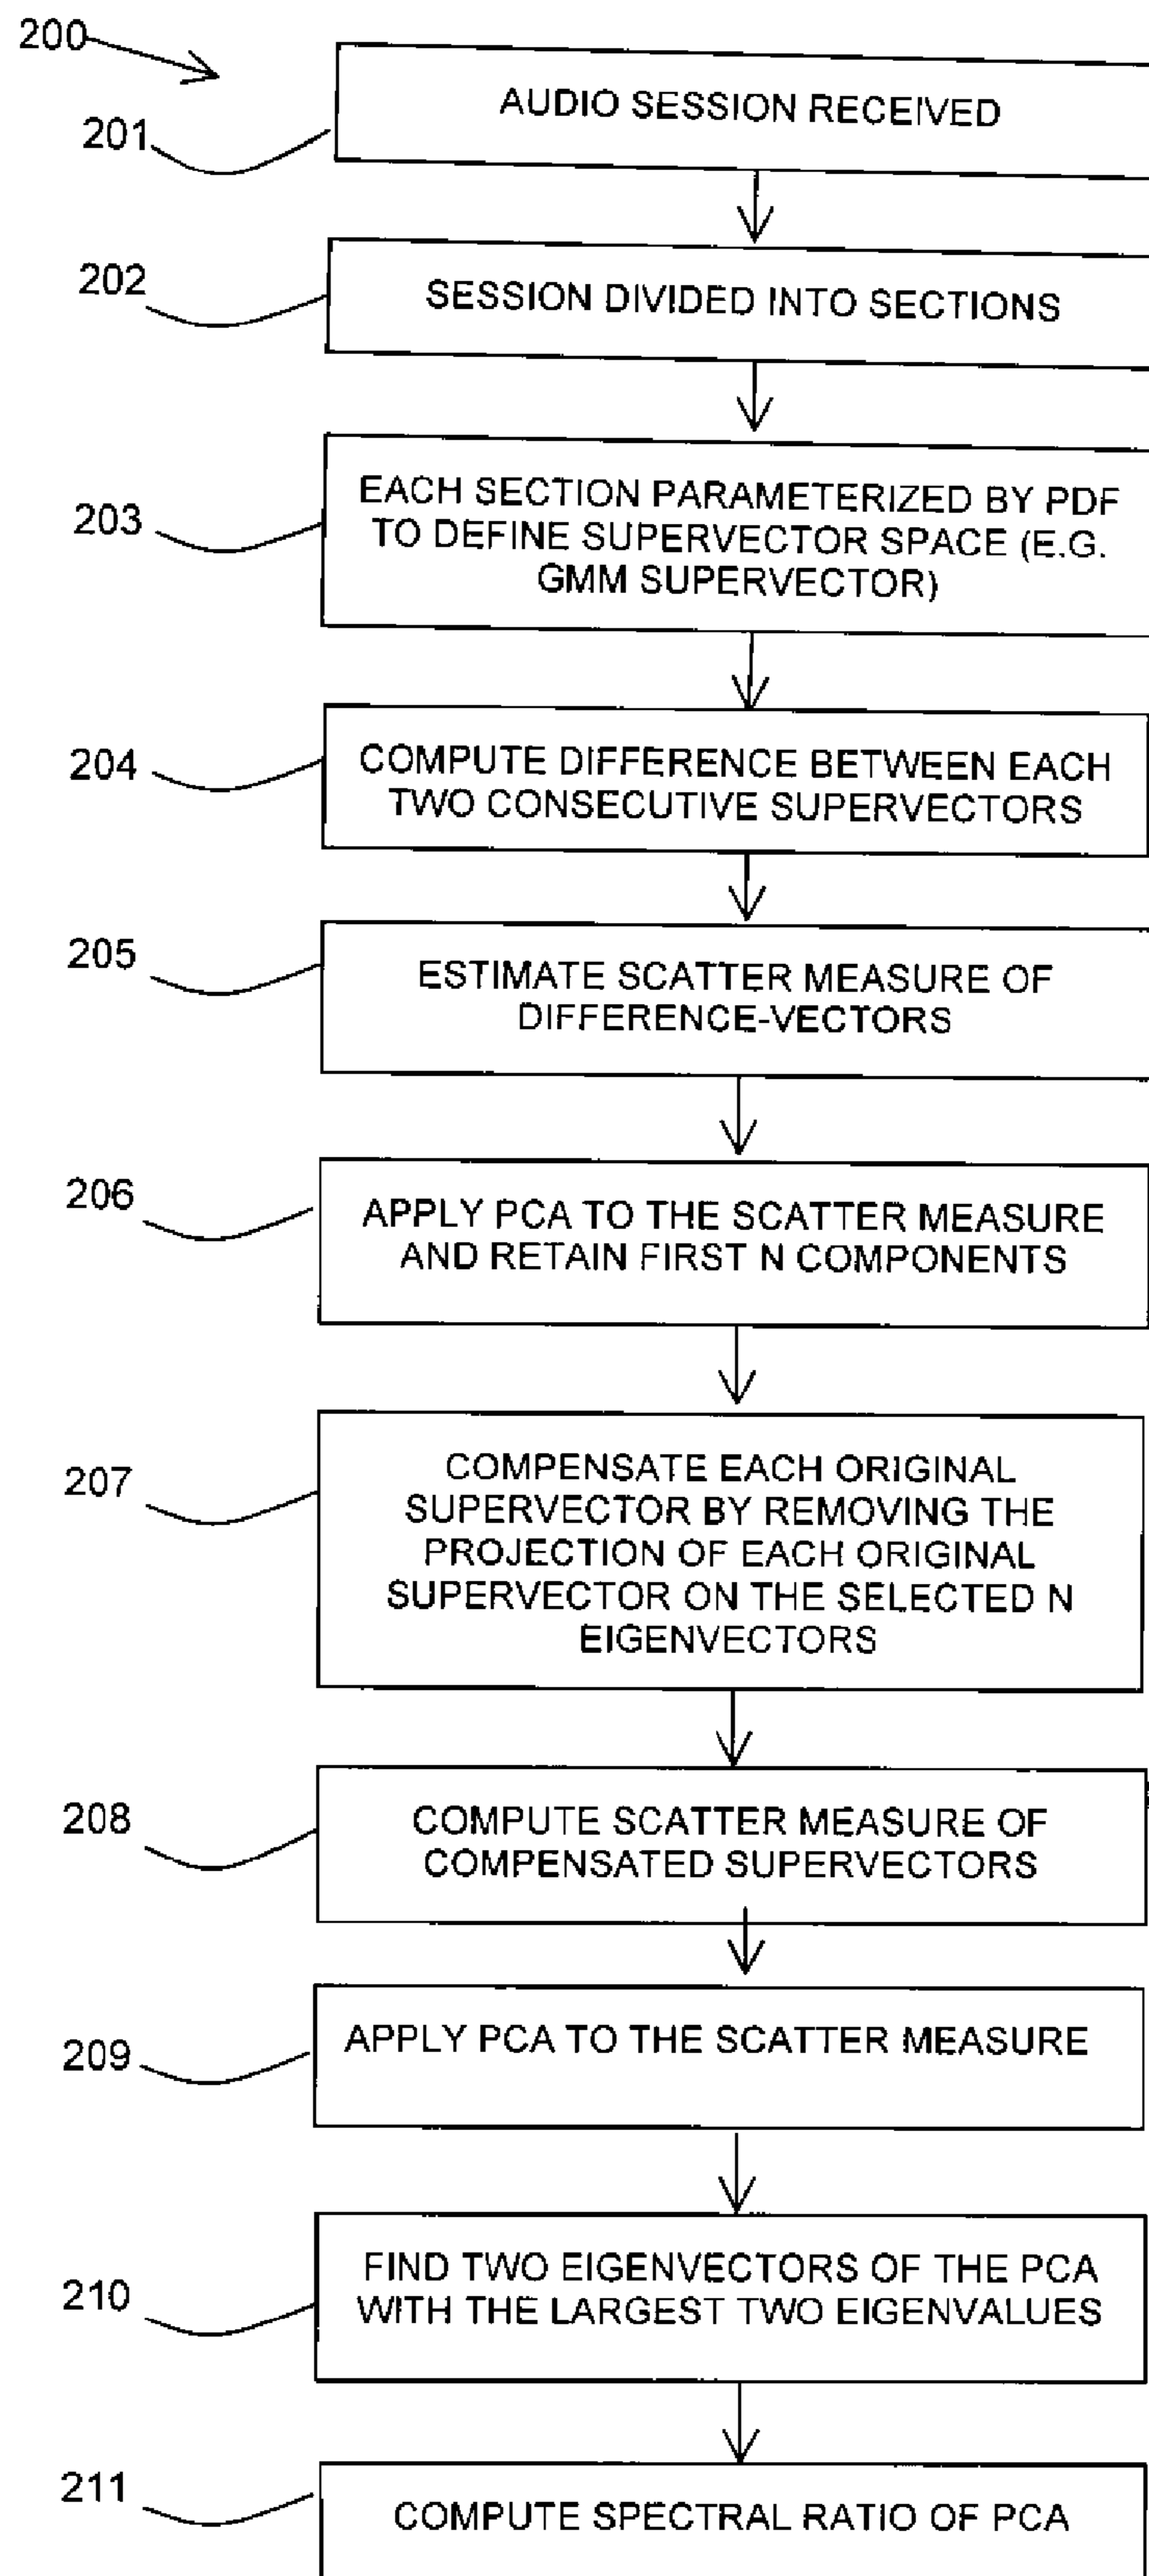 200
AUDIO SESSION RECEIVED
201
SESSION DIVIDED INTO SECTIONS
202
EACH SECTION PARAMETERIZED BY PDF
TO DEFINE SUPERVECTOR SPACE (E.G.
GMM SUPERVECTOR)
203
COMPUTE DIFFERENCE BETWEEN EACH
TWO CONSECUTIVE SUPERVECTORS
204
ESTIMATE SCATTER MEASURE OF
DIFFERENCE-VECTORS
205
APPLY PCA TO THE SCATTER MEASURE
AND RETAIN FIRST N COMPONENTS
206
COMPENSATE EACH ORIGINAL
SUPERVECTOR BY REMOVING THE
PROJECTION OF EACH ORIGINAL
SUPERVECTOR ON THE SELECTED N
EIGENVECTORS
207
COMPUTE SCATTER MEASURE OF
COMPENSATED SUPERVECTORS
208
APPLY PCA TO THE SCATTER MEASURE
209
FIND TWO EIGENVECTORS OF THE PCA
WITH THE LARGEST TWO EIGENVALUES
210
COMPUTE SPECTRAL RATIO OF PCA
211